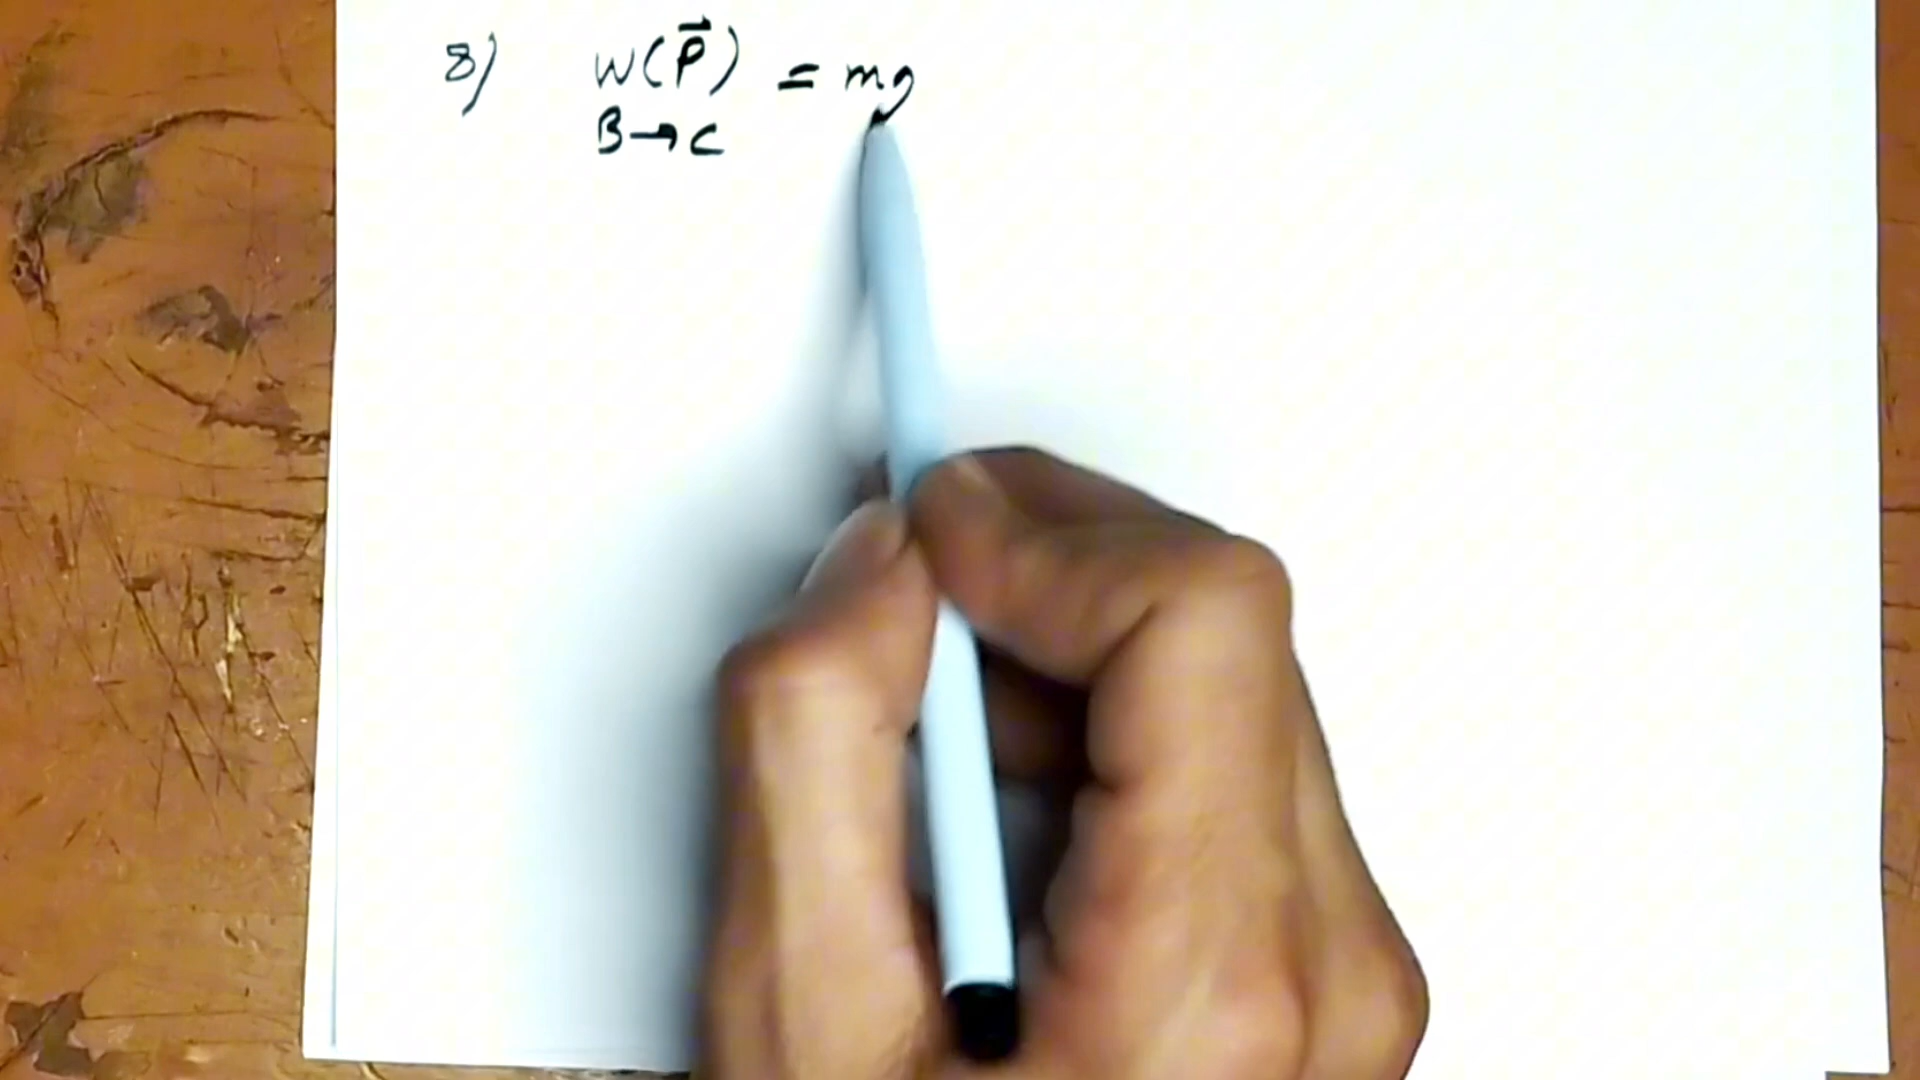 8) W(P⃗) = mg
B→C